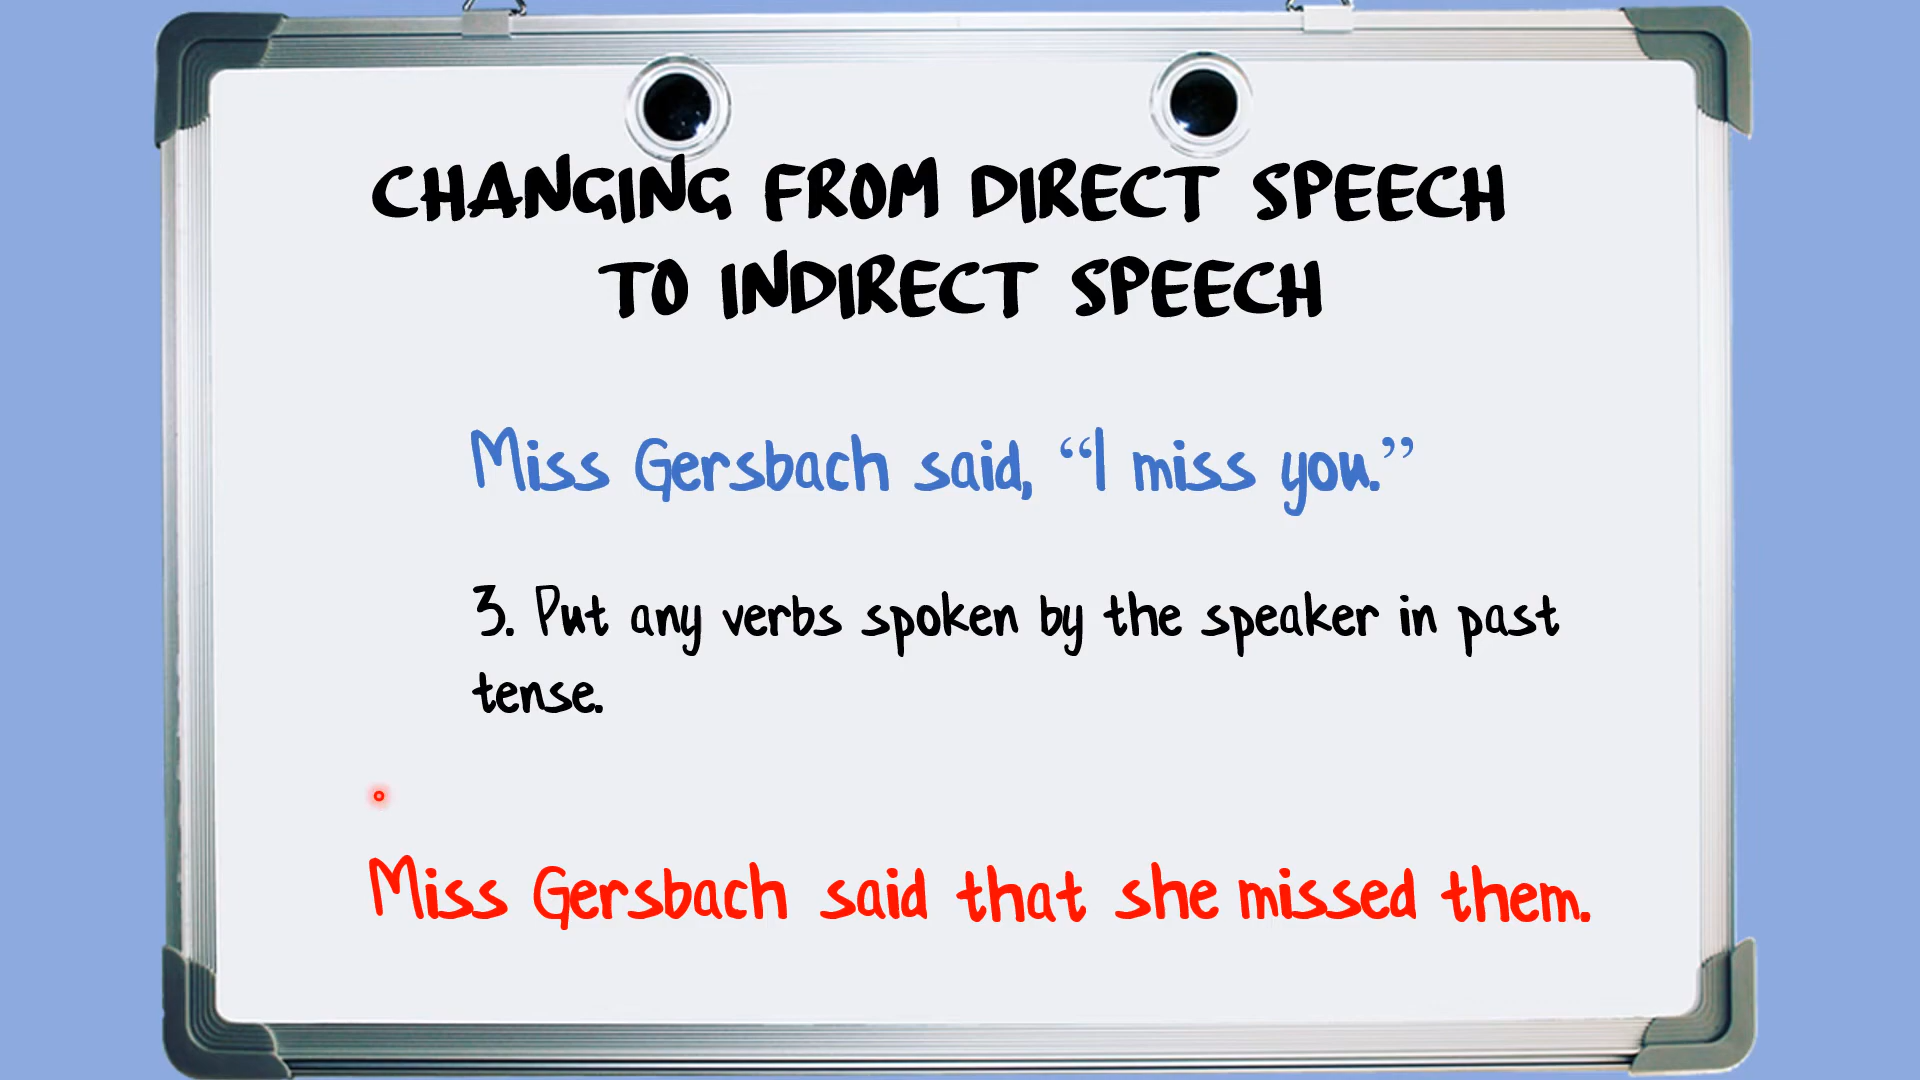 CHANGING FROM DIRECT SPEECH
TO INDIRECT SPEECH
Miss Gersbach said, “I miss you.”
3. Put any verbs spoken by the speaker in past
tense.
Miss Gersbach said that she missed them.